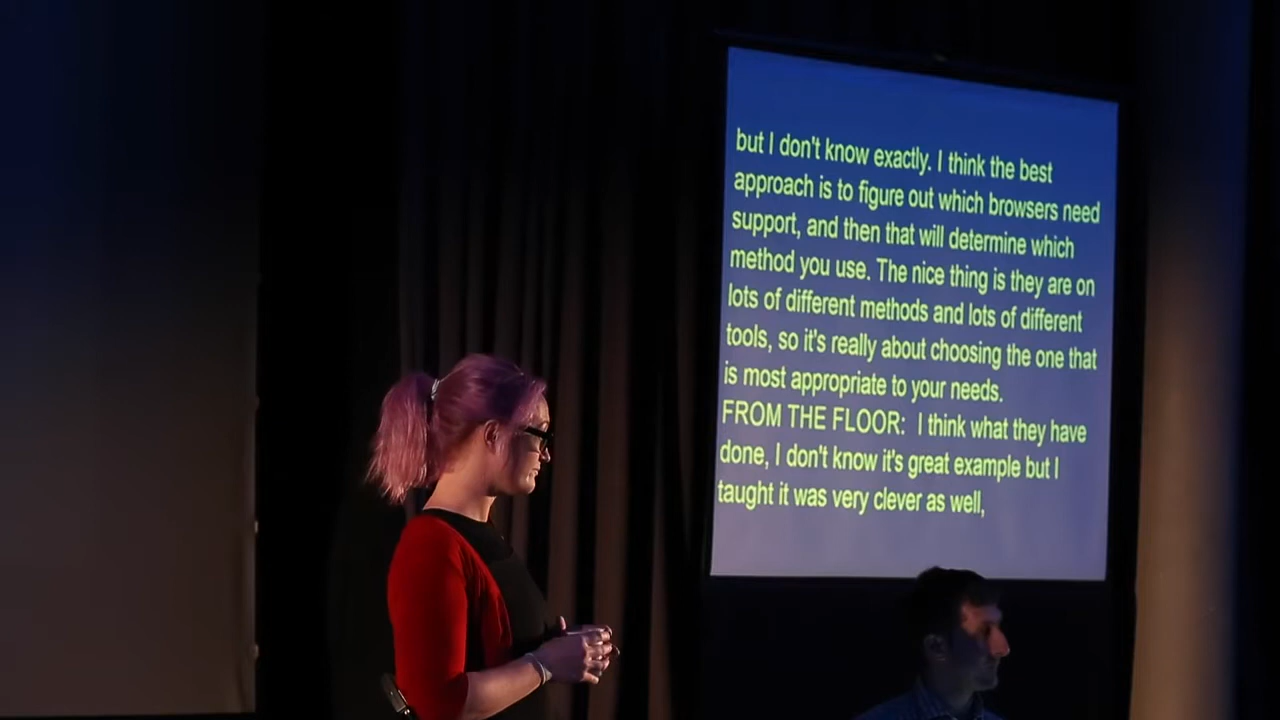 but I don't know exactly. I think the best
approach is to figure out which browsers need
support, and then that will determine which
method you use. The nice thing is they are on
lots of different methods and lots of different
tools, so it's really about choosing the one that
is most appropriate to your needs.
FROM THE FLOOR: I think what they have
done, I don't know it's great example but I
taught it was very clever as well,